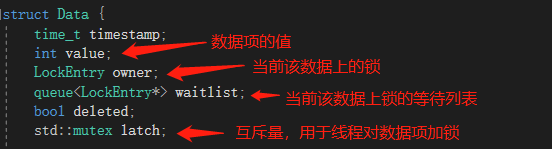 struct Data {
time_t timestamp;
int value; 数据项的值
LockEntry owner; 当前该数据上的锁
queue<LockEntry*> waitlist; 当前该数据上锁的等待列表
bool deleted;
std::mutex latch; 互斥量，用于线程对数据项加锁